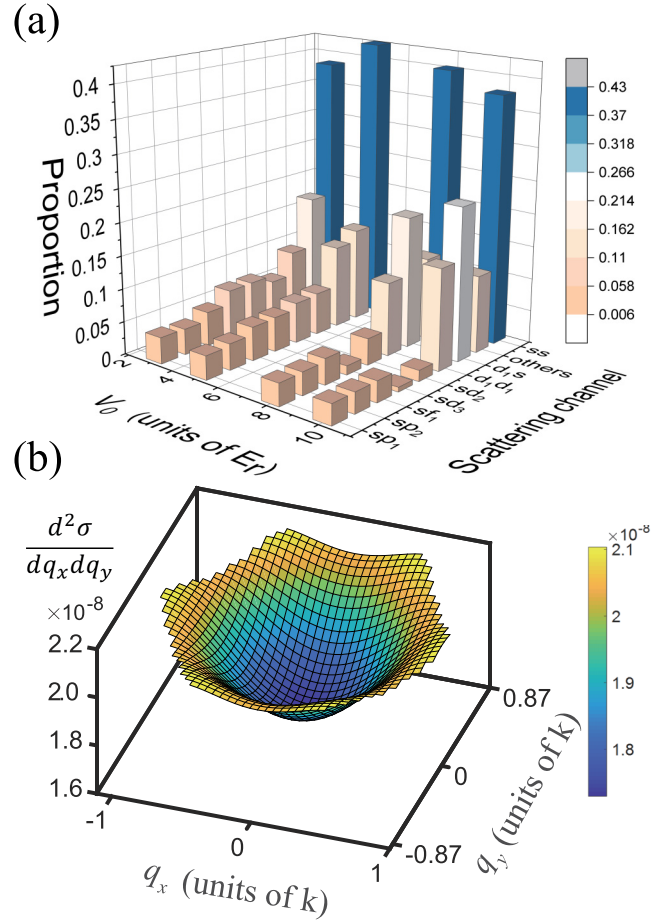 (a)
0.4
0.35
0.3
0.25
0.2
0.15
0.1
0.05
0
Proportion
2
4
6
8
10
V₀ (units of Er)
sp₁
sp₂
sf₁
sd₃
sd₂
d₁d₁
d₁s
others
ss
Scattering channel
0.43
0.37
0.318
0.266
0.214
0.162
0.11
0.058
0.006
(b)
d²σ
dqₓdq_y
×10⁻⁸
2.2
2.0
1.8
1.6
-1
0
1
qₓ (units of k)
0.87
0
-0.87
q_y (units of k)
×10⁻⁸
2.1
2
1.9
1.8